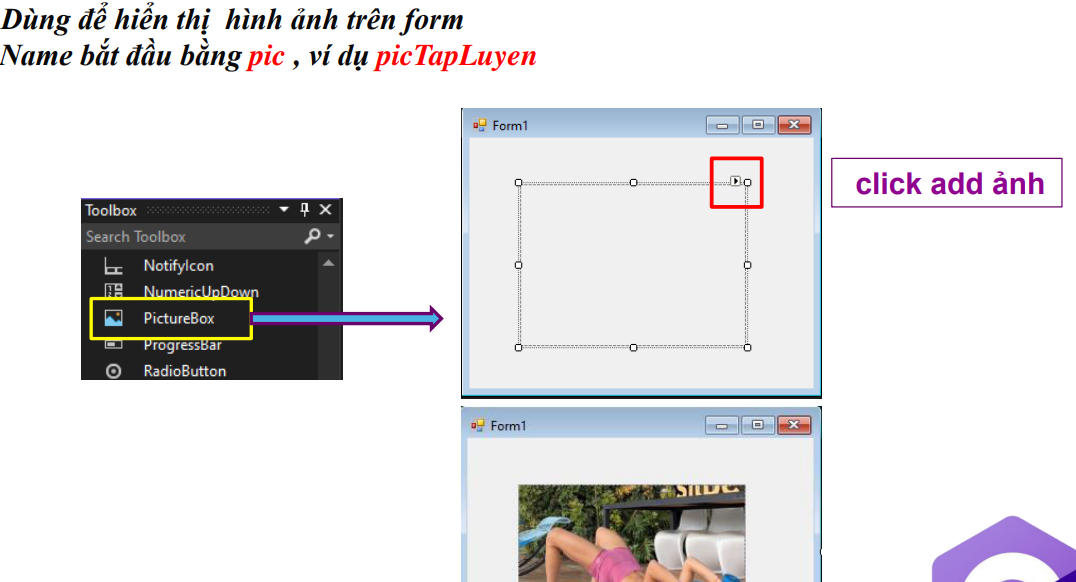 Dùng để hiển thị hình ảnh trên form
Name bắt đầu bằng pic , ví dụ picTapLuyen
Form1
click add ảnh
Toolbox
Search Toolbox
NotifyIcon
NumericUpDown
PictureBox
ProgressBar
RadioButton
Form1